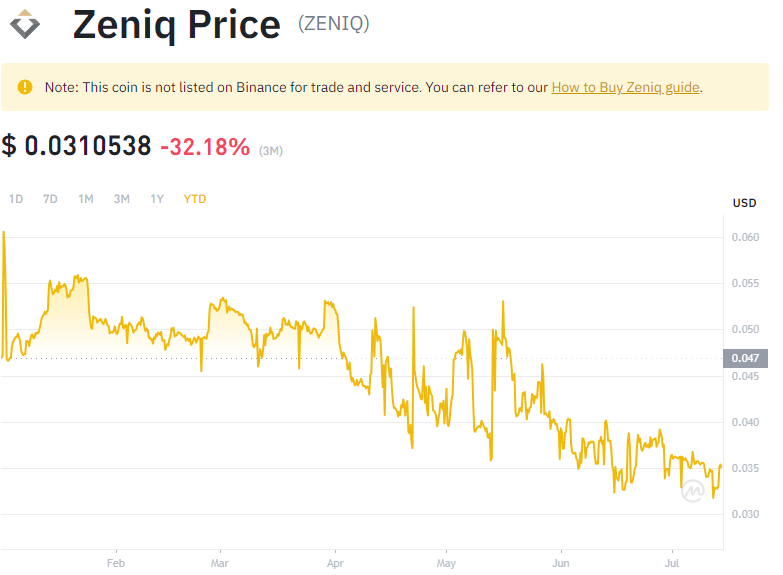 Zeniq Price (ZENIQ)
Note: This coin is not listed on Binance for trade and service. You can refer to our How to Buy Zeniq guide.
$ 0.0310538 -32.18% (3M)
1D 7D 1M 3M 1Y YTD
USD
0.060
0.055
0.050
0.047
0.045
0.040
0.035
0.030
Feb Mar Apr May Jun Jul